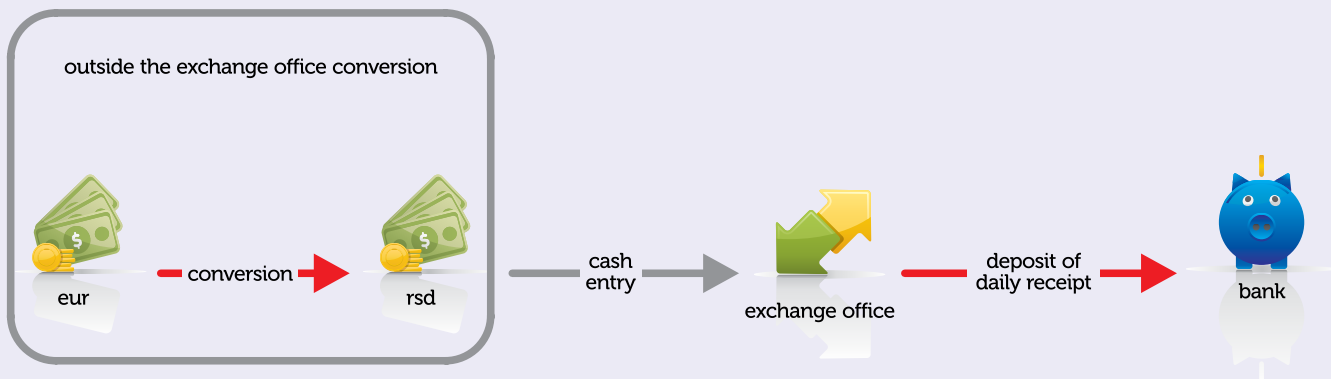 outside the exchange office conversion
eur
conversion
rsd
cash
entry
exchange office
deposit of
daily receipt
bank